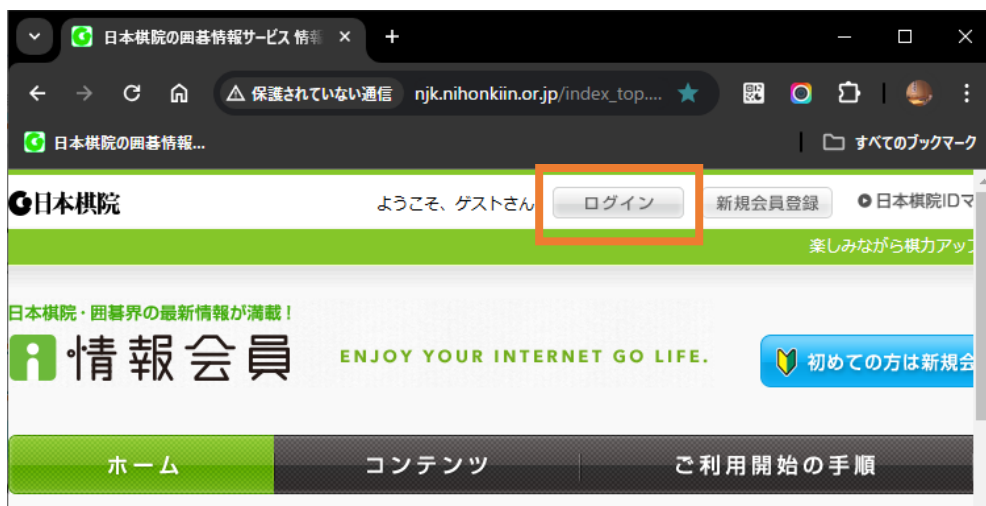 日本棋院の囲碁情報サービス 情報
保護されていない通信 njk.nihonkiin.or.jp/index_top....
日本棋院の囲碁情報...
すべてのブックマーク
日本棋院
ようこそ、ゲストさん
ログイン
新規会員登録
日本棋院IDマ
楽しみながら棋力アップ
日本棋院・囲碁界の最新情報が満載！
i 情報会員
ENJOY YOUR INTERNET GO LIFE.
初めての方は新規会
ホーム
コンテンツ
ご利用開始の手順